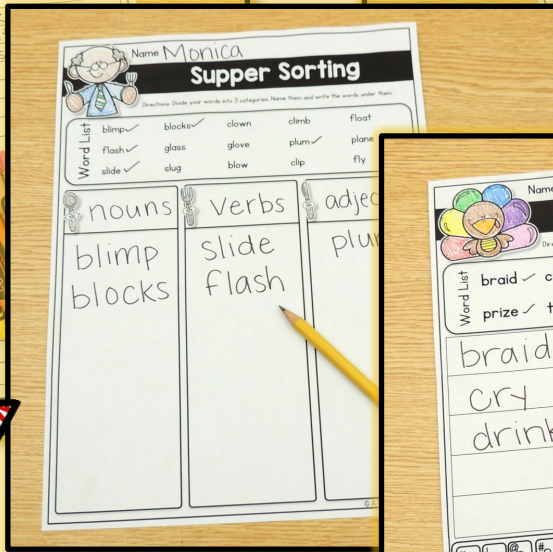 Name Monica
Supper Sorting
Directions: Divide your words into 3 categories. Name them and write the words under them.
Word List
blimp✓ blocks✓ clown climb float
flash✓ glass glove plum✓ plane
slide✓ slug blow clip fly
nouns verbs adjec
blimp slide plu
blocks flash
Name
Word List
braid✓ c
prize✓ t
braid
cry
drink